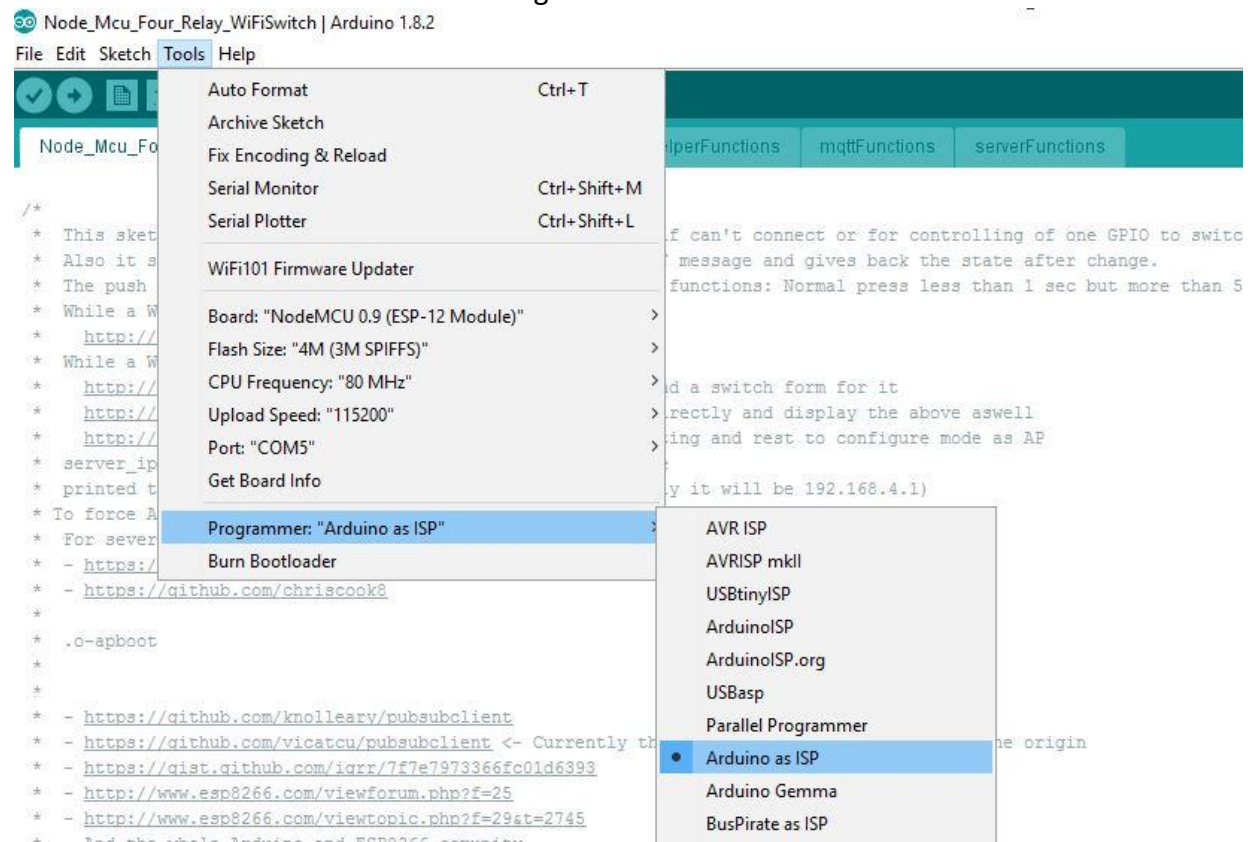 Node_Mcu_Four_Relay_WiFiSwitch | Arduino 1.8.2
File Edit Sketch Tools Help
Auto Format Ctrl+T
Archive Sketch
Node_Mcu_Fo Fix Encoding & Reload lperFunctions mqttFunctions serverFunctions
Serial Monitor Ctrl+Shift+M
/*
Serial Plotter Ctrl+Shift+L
* This sket f can't connect or for controlling of one GPIO to switc
* Also it s message and gives back the state after change.
WiFi101 Firmware Updater
* The push functions: Normal press less than 1 sec but more than 5
* While a W
Board: "NodeMCU 0.9 (ESP-12 Module)" >
* http://
Flash Size: "4M (3M SPIFFS)" >
* While a W
CPU Frequency: "80 MHz" >
* http:// d a switch form for it
Upload Speed: "115200" >
* http:// rectly and display the above aswell
* http:// ing and rest to configure mode as AP
Port: "COM5" >
* server_ip
Get Board Info
* printed t y it will be 192.168.4.1)
* To force A
Programmer: "Arduino as ISP" >
AVR ISP
* For sever
Burn Bootloader
AVRISP mkII
* - https:/
* - https://github.com/chriscook8
USBtinyISP
*
ArduinoISP
* .o-apboot
ArduinoISP.org
*
*
USBasp
* - https://github.com/knolleary/pubsubclient
Parallel Programmer
* - https://github.com/vicatcu/pubsubclient <- Currently th he origin
Arduino as ISP
* - https://gist.github.com/igrr/7f7e7973366fc01d6393
* - http://www.esp8266.com/viewforum.php?f=25
Arduino Gemma
* - http://www.esp8266.com/viewtopic.php?f=29&t=2745
BusPirate as ISP